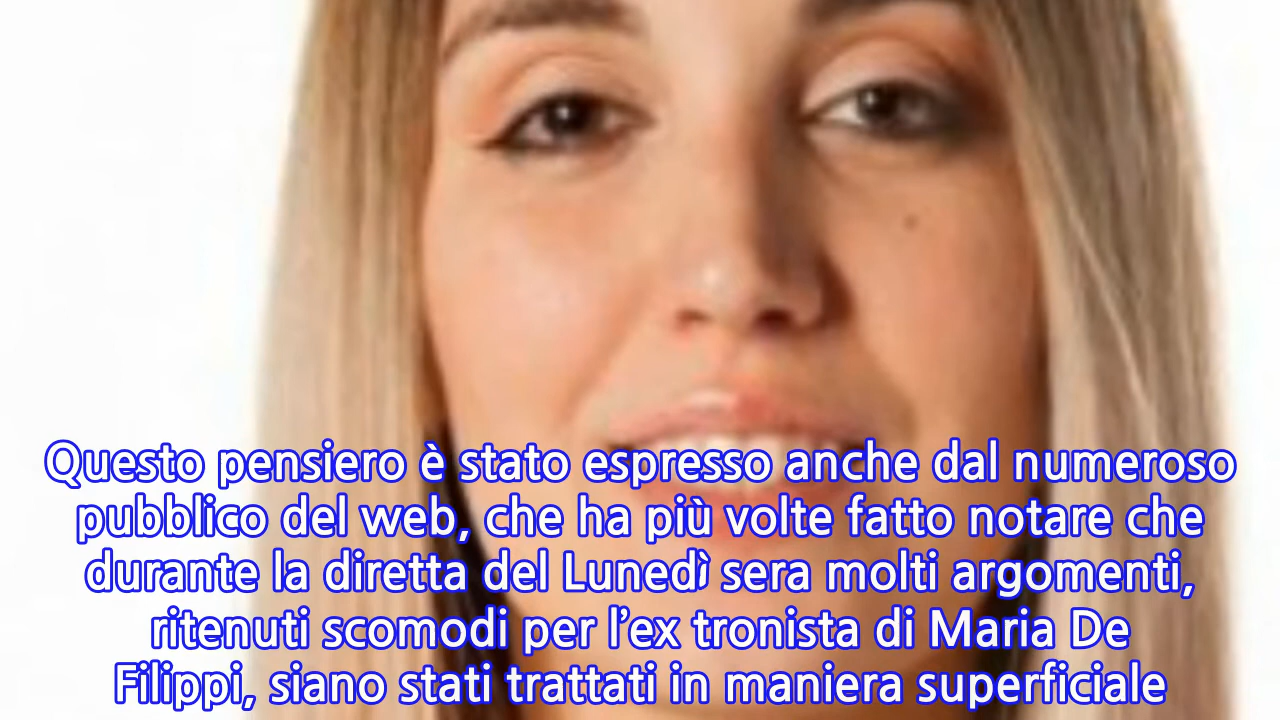 Questo pensiero è stato espresso anche dal numeroso
pubblico del web, che ha più volte fatto notare che
durante la diretta del Lunedì sera molti argomenti,
ritenuti scomodi per l'ex tronista di Maria De
Filippi, siano stati trattati in maniera superficiale